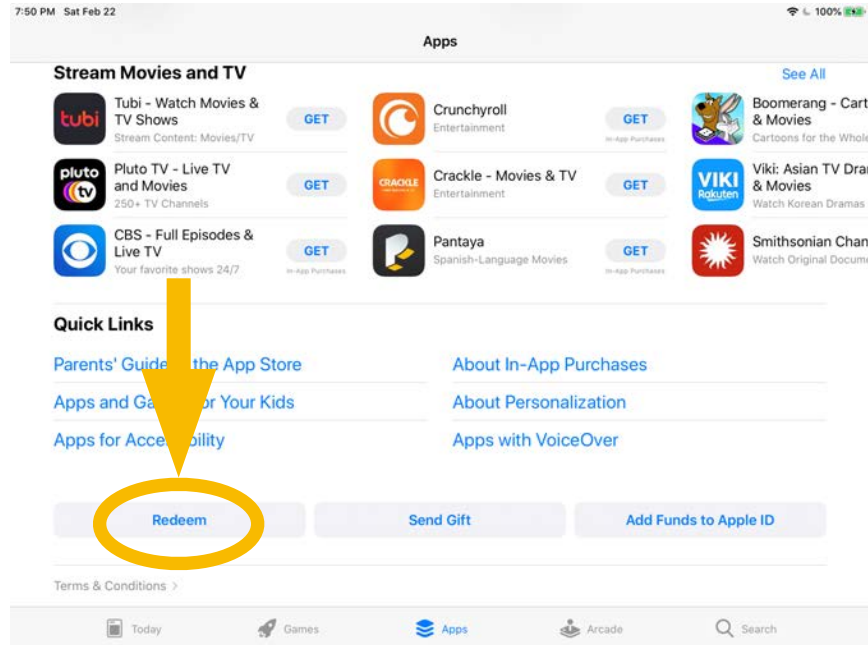 7:50 PM Sat Feb 22
100%
Apps
Stream Movies and TV
See All
tubi
Tubi - Watch Movies &
TV Shows
Stream Content: Movies/TV
GET
Crunchyroll
Entertainment
GET
In-App Purchases
Boomerang - Cart
& Movies
Cartoons for the Whole
pluto
tv
Pluto TV - Live TV
and Movies
250+ TV Channels
GET
CRACKLE
Crackle - Movies & TV
Entertainment
GET
VIKI
Rakuten
Viki: Asian TV Dra
& Movies
Watch Korean Dramas
CBS - Full Episodes &
Live TV
Your favorite shows 24/7
GET
In-App Purchases
Pantaya
Spanish-Language Movies
GET
In-App Purchases
Smithsonian Chan
Watch Original Docume
Quick Links
Parents' Guide the App Store
About In-App Purchases
Apps and Ga or Your Kids
About Personalization
Apps for Acce bility
Apps with VoiceOver
Redeem
Send Gift
Add Funds to Apple ID
Terms & Conditions >
Today
Games
Apps
Arcade
Search